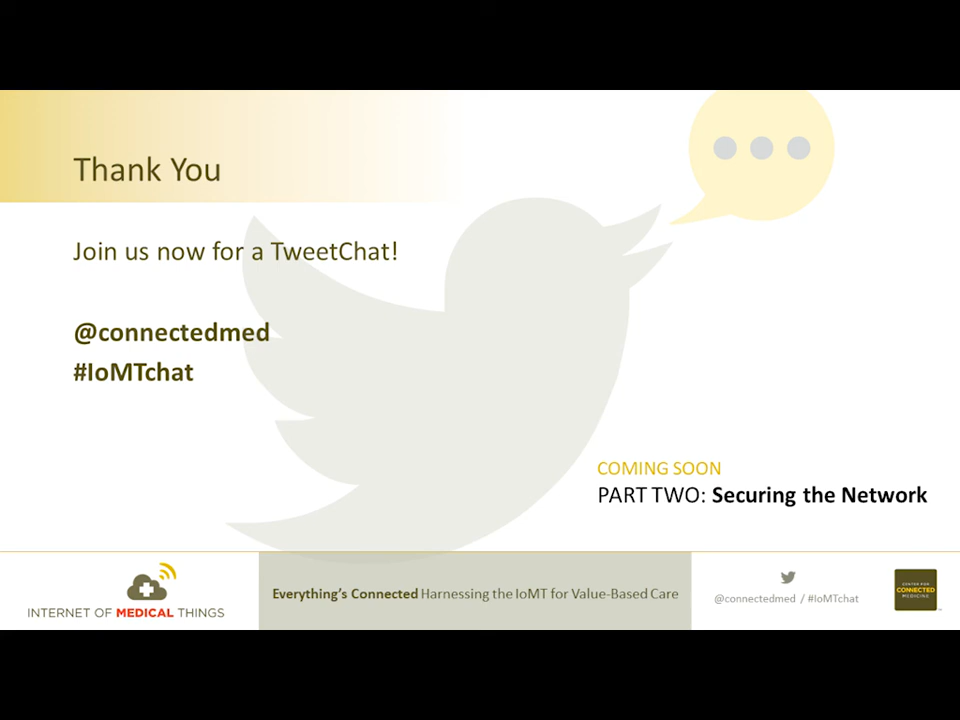 Thank You
Join us now for a TweetChat!
@connectedmed
#IoMTchat
COMING SOON
PART TWO: Securing the Network
INTERNET OF MEDICAL THINGS
Everything's Connected Harnessing the IoMT for Value-Based Care
@connectedmed / #IoMTchat
CENTER FOR
CONNECTED
MEDICINE